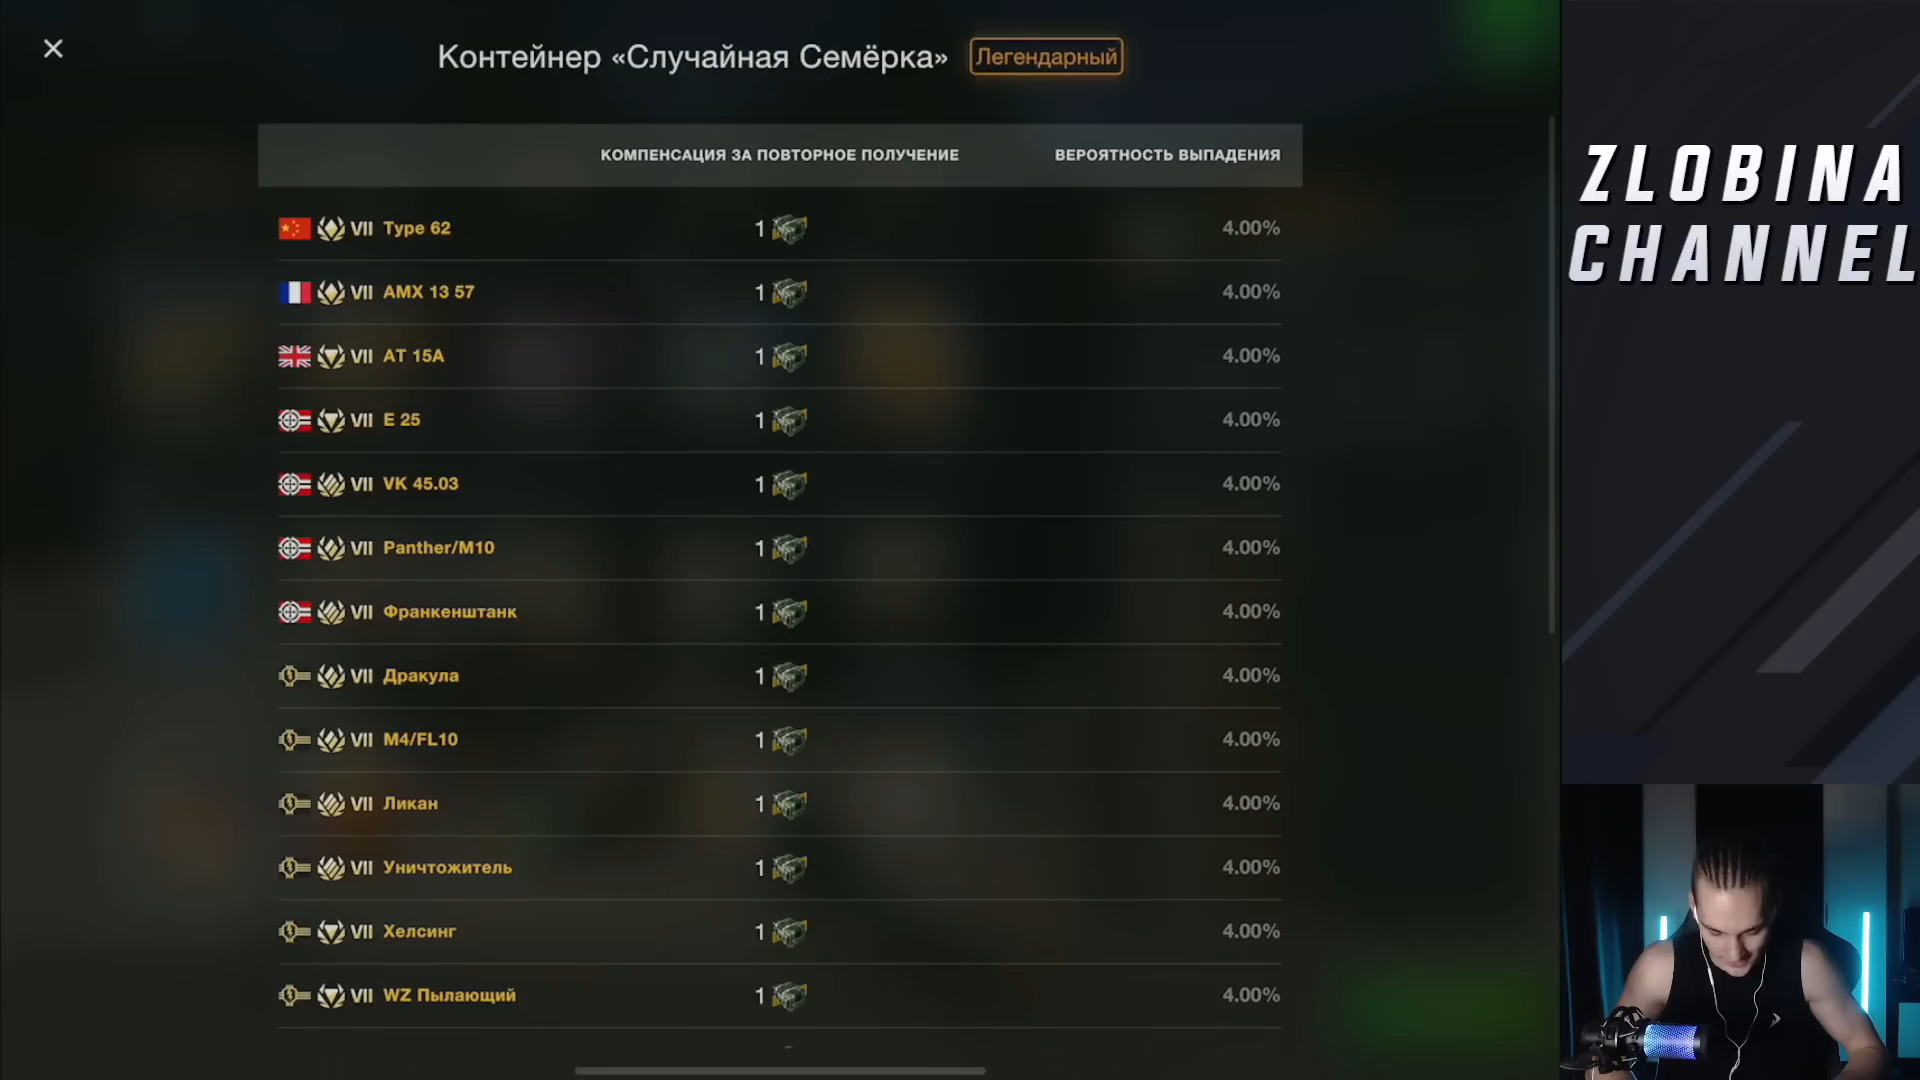 Контейнер «Случайная Семёрка» Легендарный
КОМПЕНСАЦИЯ ЗА ПОВТОРНОЕ ПОЛУЧЕНИЕ ВЕРОЯТНОСТЬ ВЫПАДЕНИЯ
VII Type 62 1 4.00%
VII AMX 13 57 1 4.00%
VII AT 15A 1 4.00%
VII E 25 1 4.00%
VII VK 45.03 1 4.00%
VII Panther/M10 1 4.00%
VII Франкенштанк 1 4.00%
VII Дракула 1 4.00%
VII M4/FL10 1 4.00%
VII Ликан 1 4.00%
VII Уничтожитель 1 4.00%
VII Хелсинг 1 4.00%
VII WZ Пылающий 1 4.00%
ZLOBINA
CHANNEL